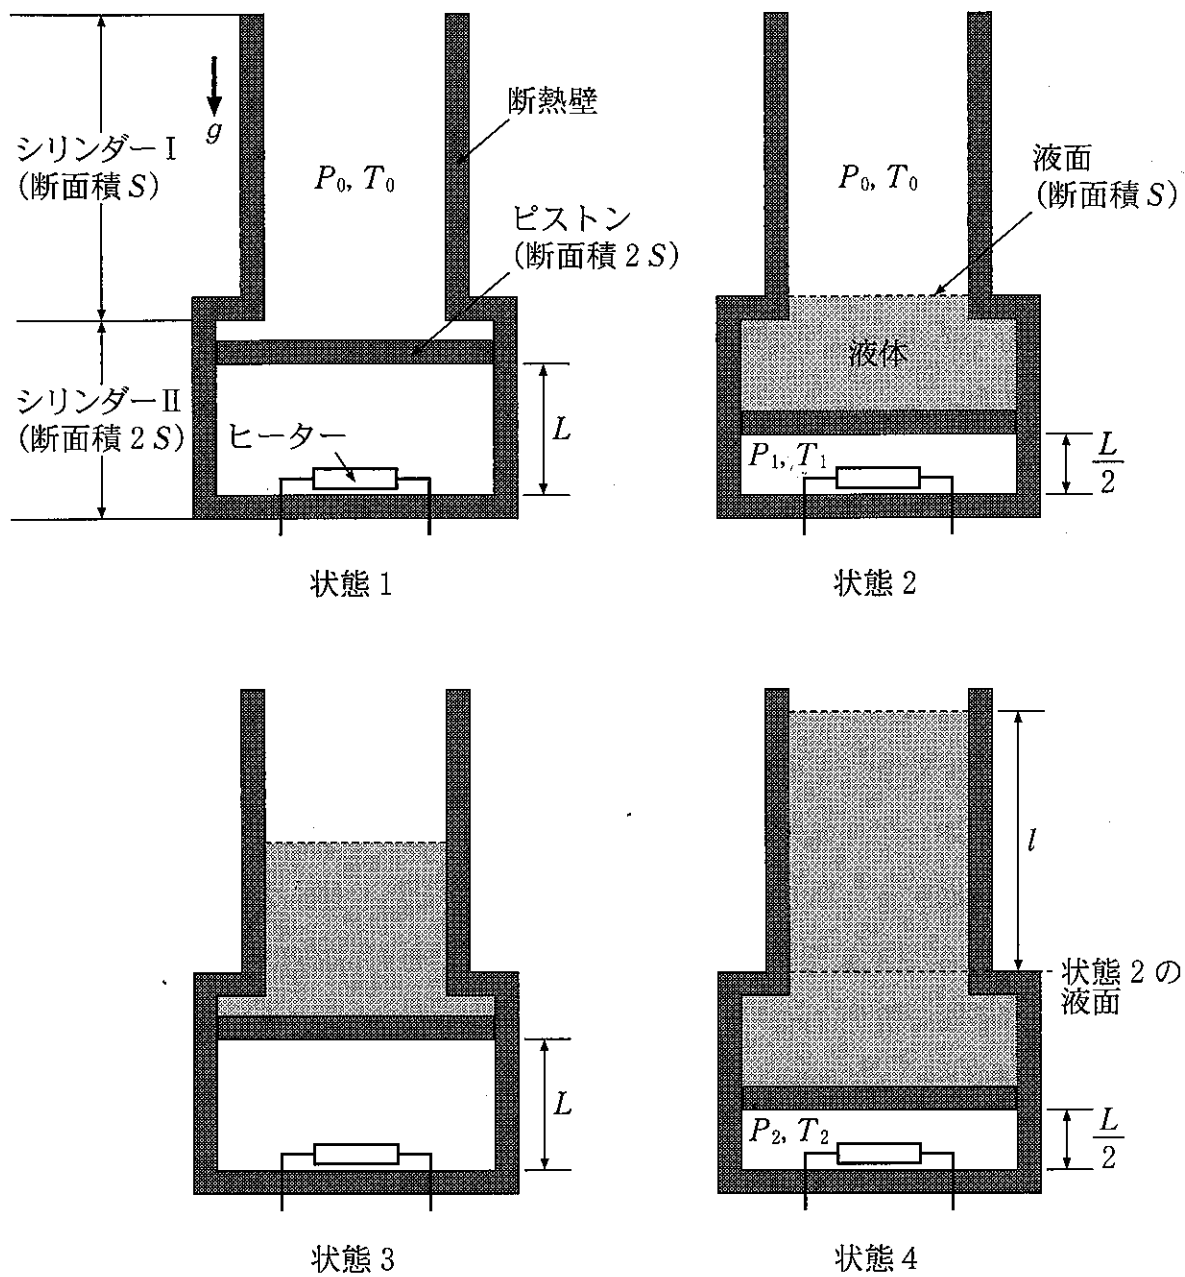 g
シリンダーⅠ
(断面積 S)
P₀, T₀
断熱壁
ピストン
(断面積 2 S)
シリンダーⅡ
(断面積 2 S)
ヒーター
L
状態 1
P₀, T₀
液面
(断面積 S)
液体
P₁, T₁
L/2
状態 2
L
状態 3
l
状態 2 の
液面
P₂, T₂
L/2
状態 4